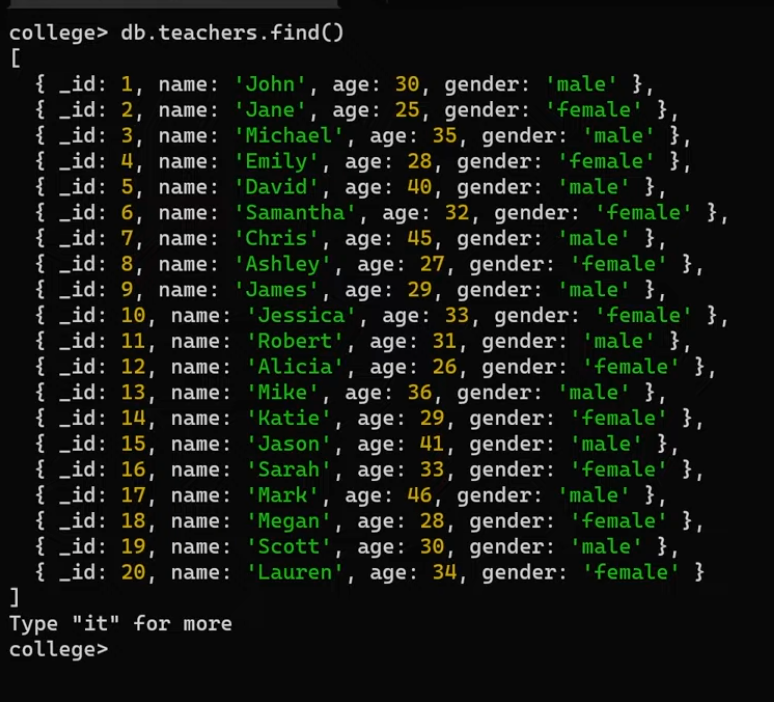 college> db.teachers.find()
[
  { _id: 1, name: 'John', age: 30, gender: 'male' },
  { _id: 2, name: 'Jane', age: 25, gender: 'female' },
  { _id: 3, name: 'Michael', age: 35, gender: 'male' },
  { _id: 4, name: 'Emily', age: 28, gender: 'female' },
  { _id: 5, name: 'David', age: 40, gender: 'male' },
  { _id: 6, name: 'Samantha', age: 32, gender: 'female' },
  { _id: 7, name: 'Chris', age: 45, gender: 'male' },
  { _id: 8, name: 'Ashley', age: 27, gender: 'female' },
  { _id: 9, name: 'James', age: 29, gender: 'male' },
  { _id: 10, name: 'Jessica', age: 33, gender: 'female' },
  { _id: 11, name: 'Robert', age: 31, gender: 'male' },
  { _id: 12, name: 'Alicia', age: 26, gender: 'female' },
  { _id: 13, name: 'Mike', age: 36, gender: 'male' },
  { _id: 14, name: 'Katie', age: 29, gender: 'female' },
  { _id: 15, name: 'Jason', age: 41, gender: 'male' },
  { _id: 16, name: 'Sarah', age: 33, gender: 'female' },
  { _id: 17, name: 'Mark', age: 46, gender: 'male' },
  { _id: 18, name: 'Megan', age: 28, gender: 'female' },
  { _id: 19, name: 'Scott', age: 30, gender: 'male' },
  { _id: 20, name: 'Lauren', age: 34, gender: 'female' }
]
Type "it" for more
college>